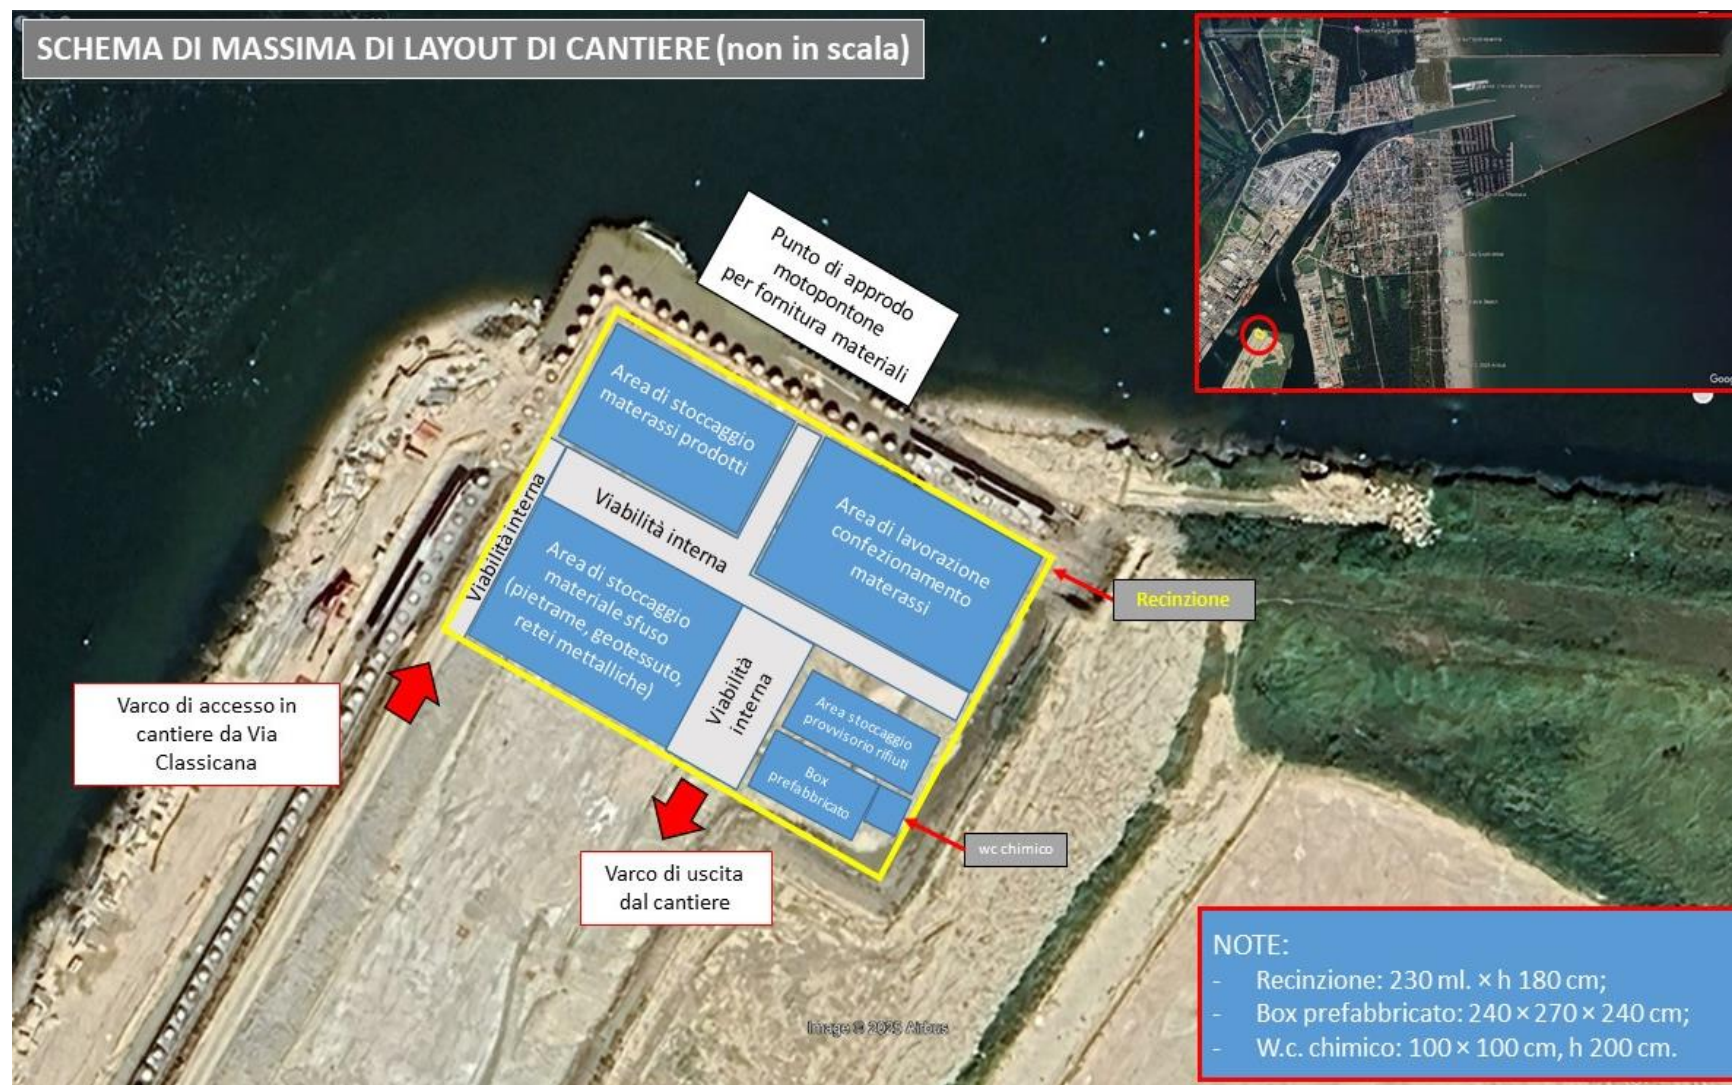 SCHEMA DI MASSIMA DI LAYOUT DI CANTIERE (non in scala)
Punto di approdo
motopontone
per fornitura materiali
Area di stoccaggio
materassi prodotti
Viabilità interna
Viabilità interna
Area di lavorazione
confezionamento
materassi
Area di stoccaggio
materiale sfuso
(pietrame, geotessuto,
retei mettalliche)
Viabilità
interna
Area stoccaggio
provvisorio rifiuti
Box
prefabbricato
Recinzione
wc chimico
Varco di accesso in
cantiere da Via
Classicana
Varco di uscita
dal cantiere
Image © 2025 Airbus
NOTE:
- Recinzione: 230 ml. × h 180 cm;
- Box prefabbricato: 240 × 270 × 240 cm;
- W.c. chimico: 100 × 100 cm, h 200 cm.